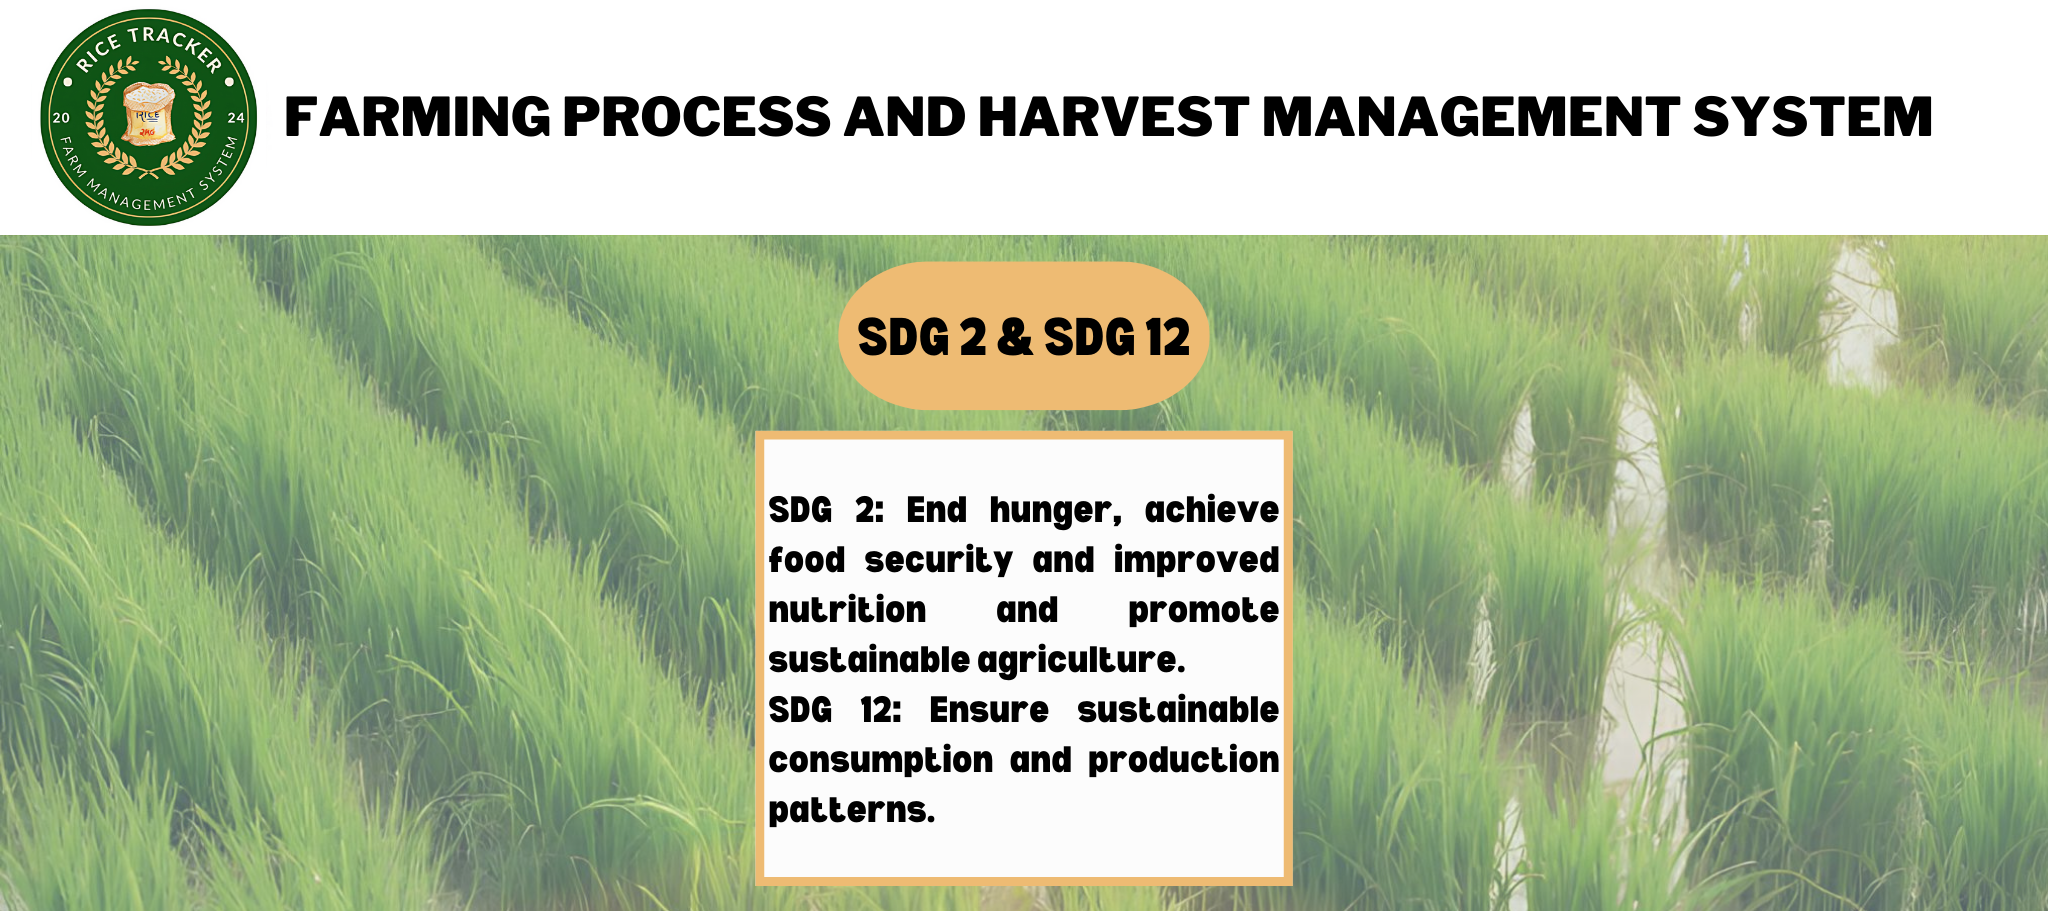 RICE TRACKER
20
24
RICE
2KG
FARM MANAGEMENT SYSTEM
FARMING PROCESS AND HARVEST MANAGEMENT SYSTEM
SDG 2 & SDG 12
SDG 2: End hunger, achieve
food security and improved
nutrition and promote
sustainable agriculture.
SDG 12: Ensure sustainable
consumption and production
patterns.